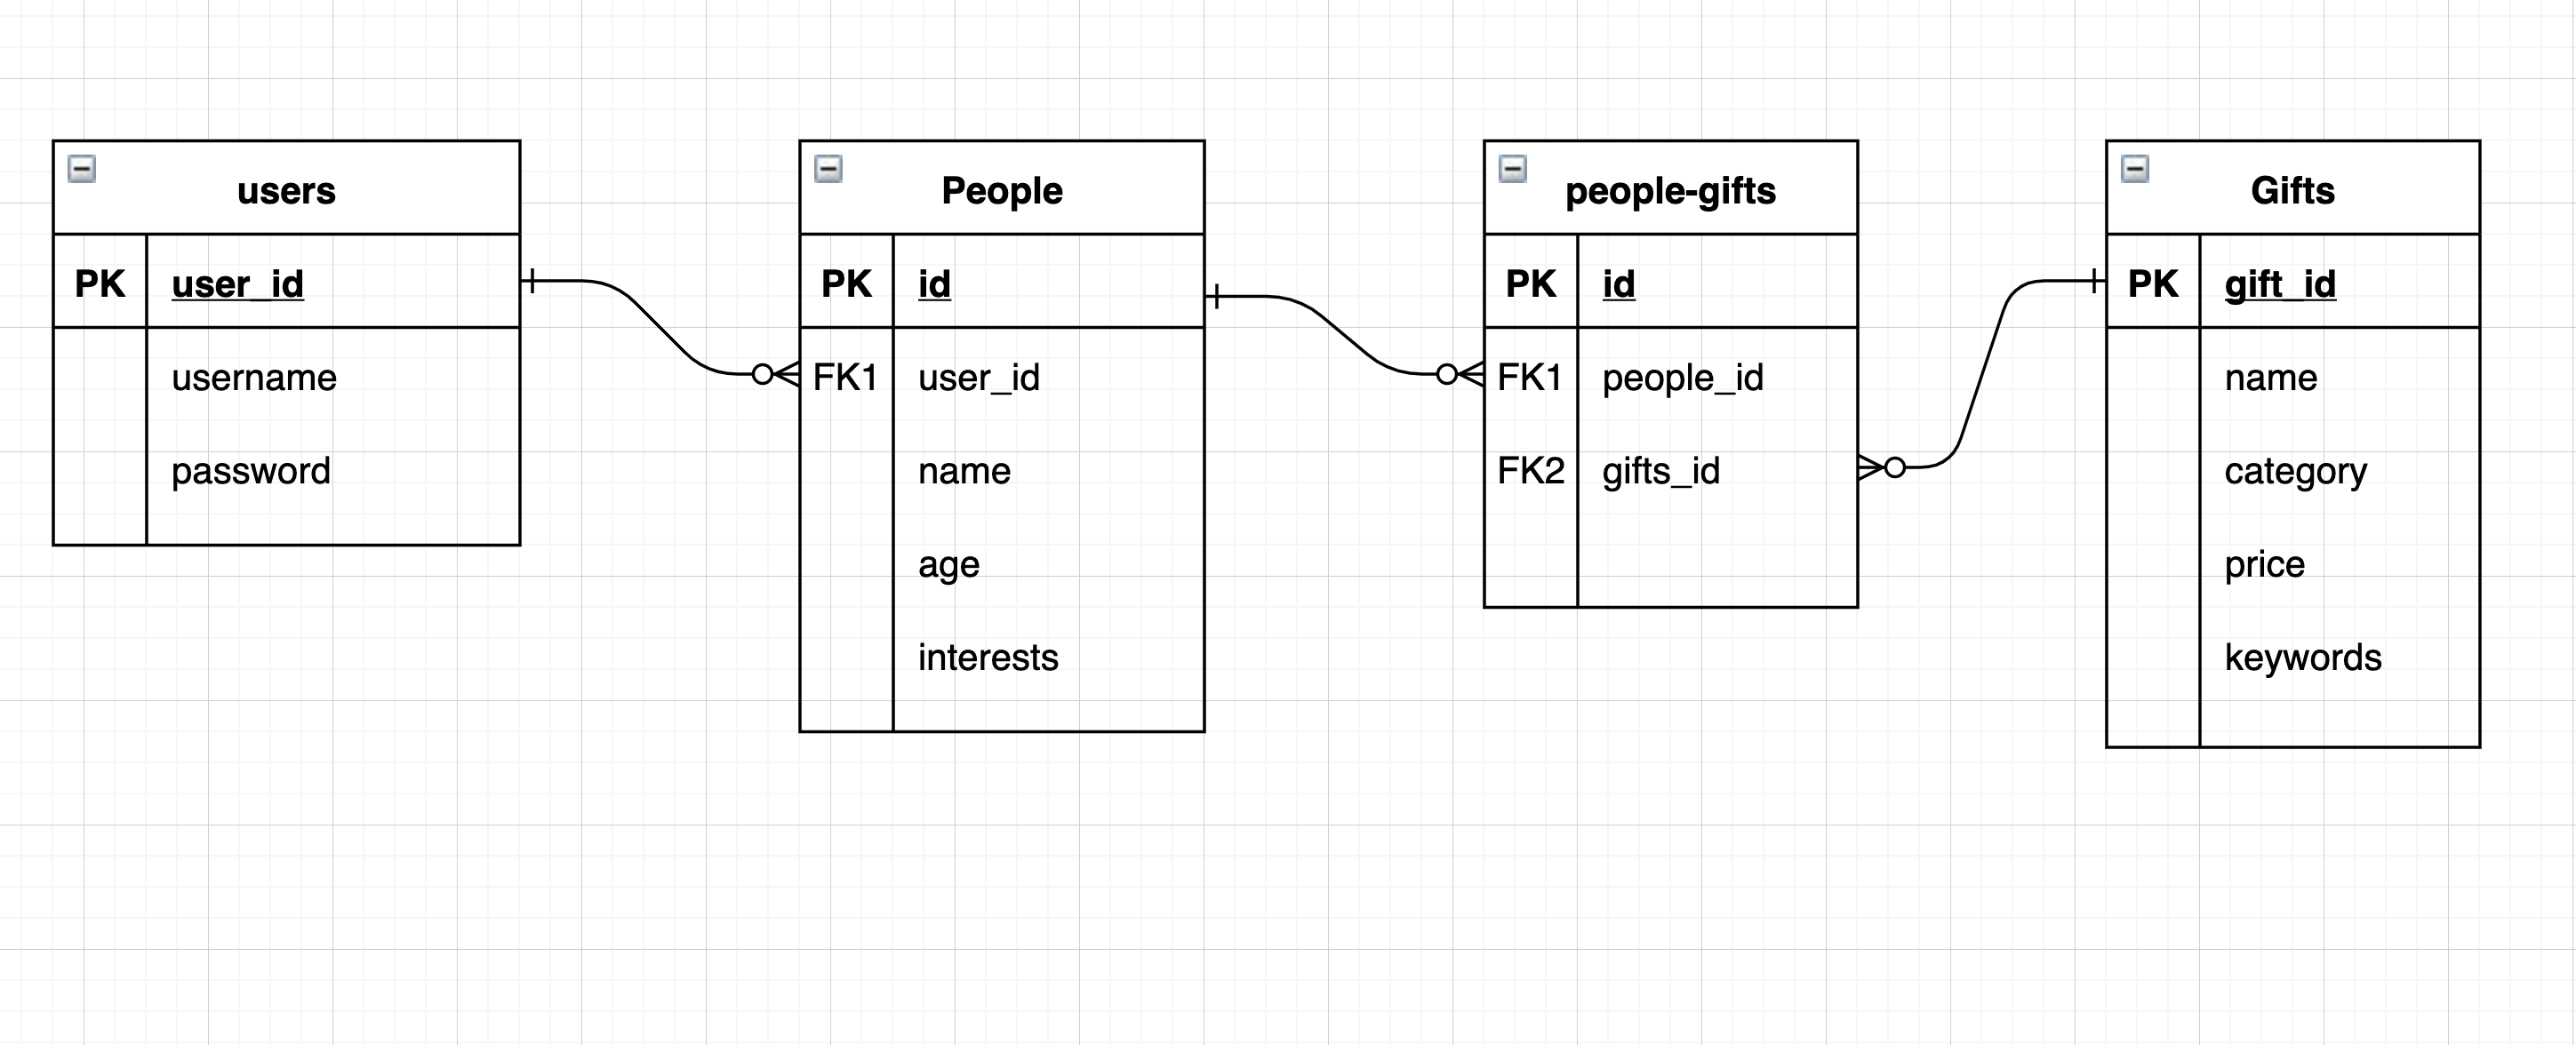 users
PK user_id
username
password
People
PK id
FK1 user_id
name
age
interests
people-gifts
PK id
FK1 people_id
FK2 gifts_id
Gifts
PK gift_id
name
category
price
keywords